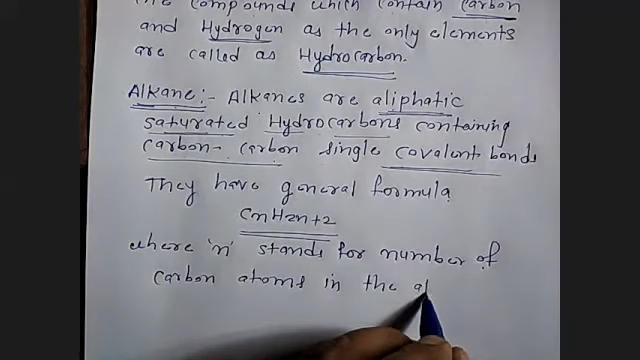 The compounds which contain carbon
and Hydrogen as the only elements
are called as Hydrocarbon.
Alkane:- Alkanes are aliphatic
saturated Hydrocarbons containing
carbon-carbon single covalent bonds
They have general formula
CnH2n+2
where 'n' stands for number of
carbon atoms in the al